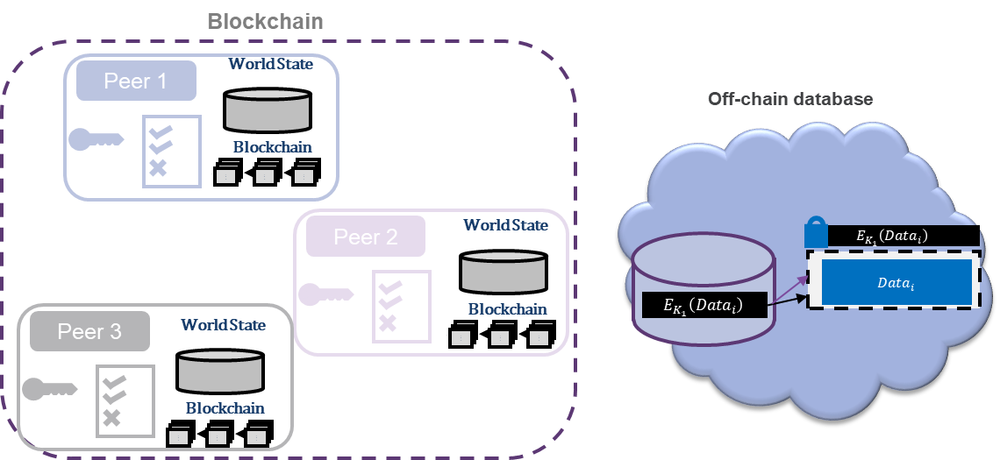 Blockchain
Peer 1
World State
Blockchain
Peer 2
World State
Blockchain
Peer 3
World State
Blockchain
Off-chain database
E_{K_1}(Data_i)
Data_i
E_{K_1}(Data_i)